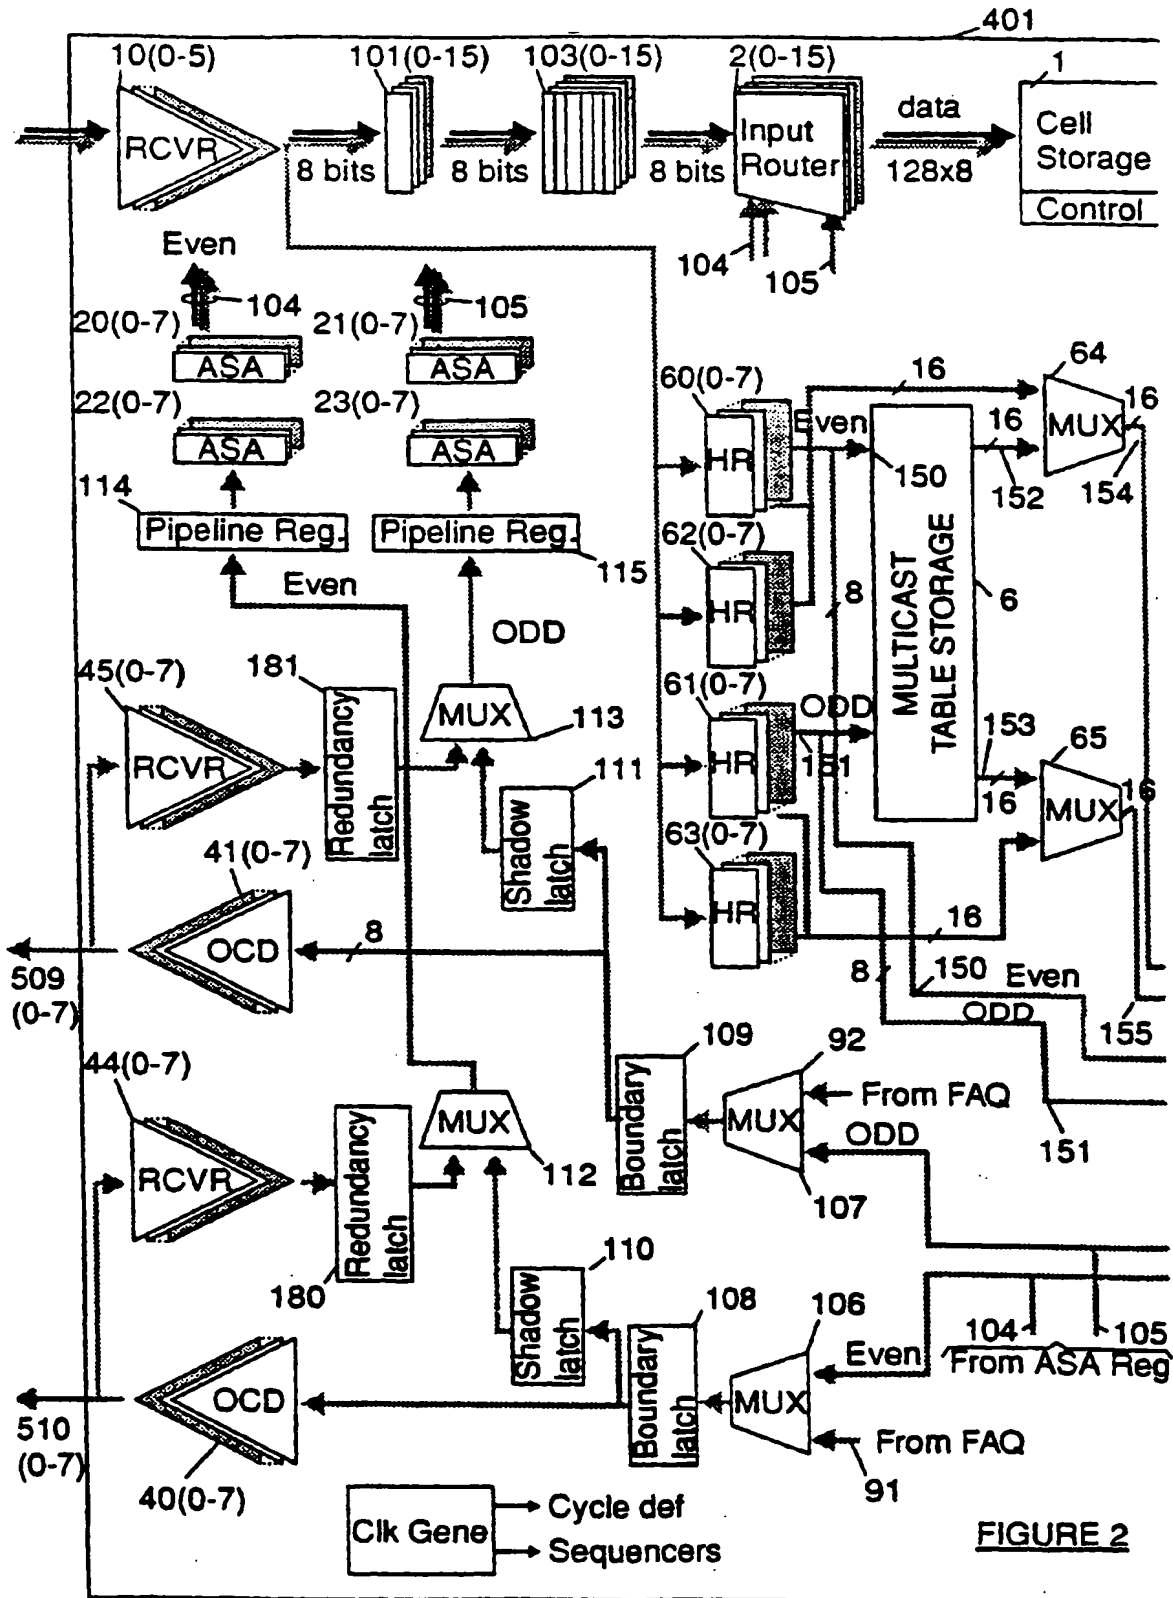 401
10(0-5)
101(0-15)
103(0-15)
2(0-15)
1
RCVR
8 bits
8 bits
8 bits
Input
Router
data
128x8
Cell
Storage
Control
Even
104
105
104
105
20(0-7)
ASA
21(0-7)
ASA
22(0-7)
ASA
23(0-7)
ASA
114
Pipeline Reg.
Pipeline Reg.
115
Even
ODD
60(0-7)
HR
Even
16
64
MUX
16
16
150
152
154
62(0-7)
HR
8
MULTICAST
TABLE STORAGE
6
61(0-7)
HR
ODD
151
153
16
65
MUX
16
63(0-7)
HR
16
8
150
Even
ODD
155
151
45(0-7)
RCVR
181
Redundancy
latch
MUX
113
111
Shadow
latch
41(0-7)
OCD
8
509
(0-7)
44(0-7)
RCVR
Redundancy
latch
180
MUX
112
109
Boundary
latch
92
MUX
From FAQ
ODD
107
110
Shadow
latch
108
Boundary
latch
106
MUX
Even
104
105
From ASA Reg
From FAQ
91
OCD
510
(0-7)
40(0-7)
Clk Gene
Cycle def
Sequencers
FIGURE 2